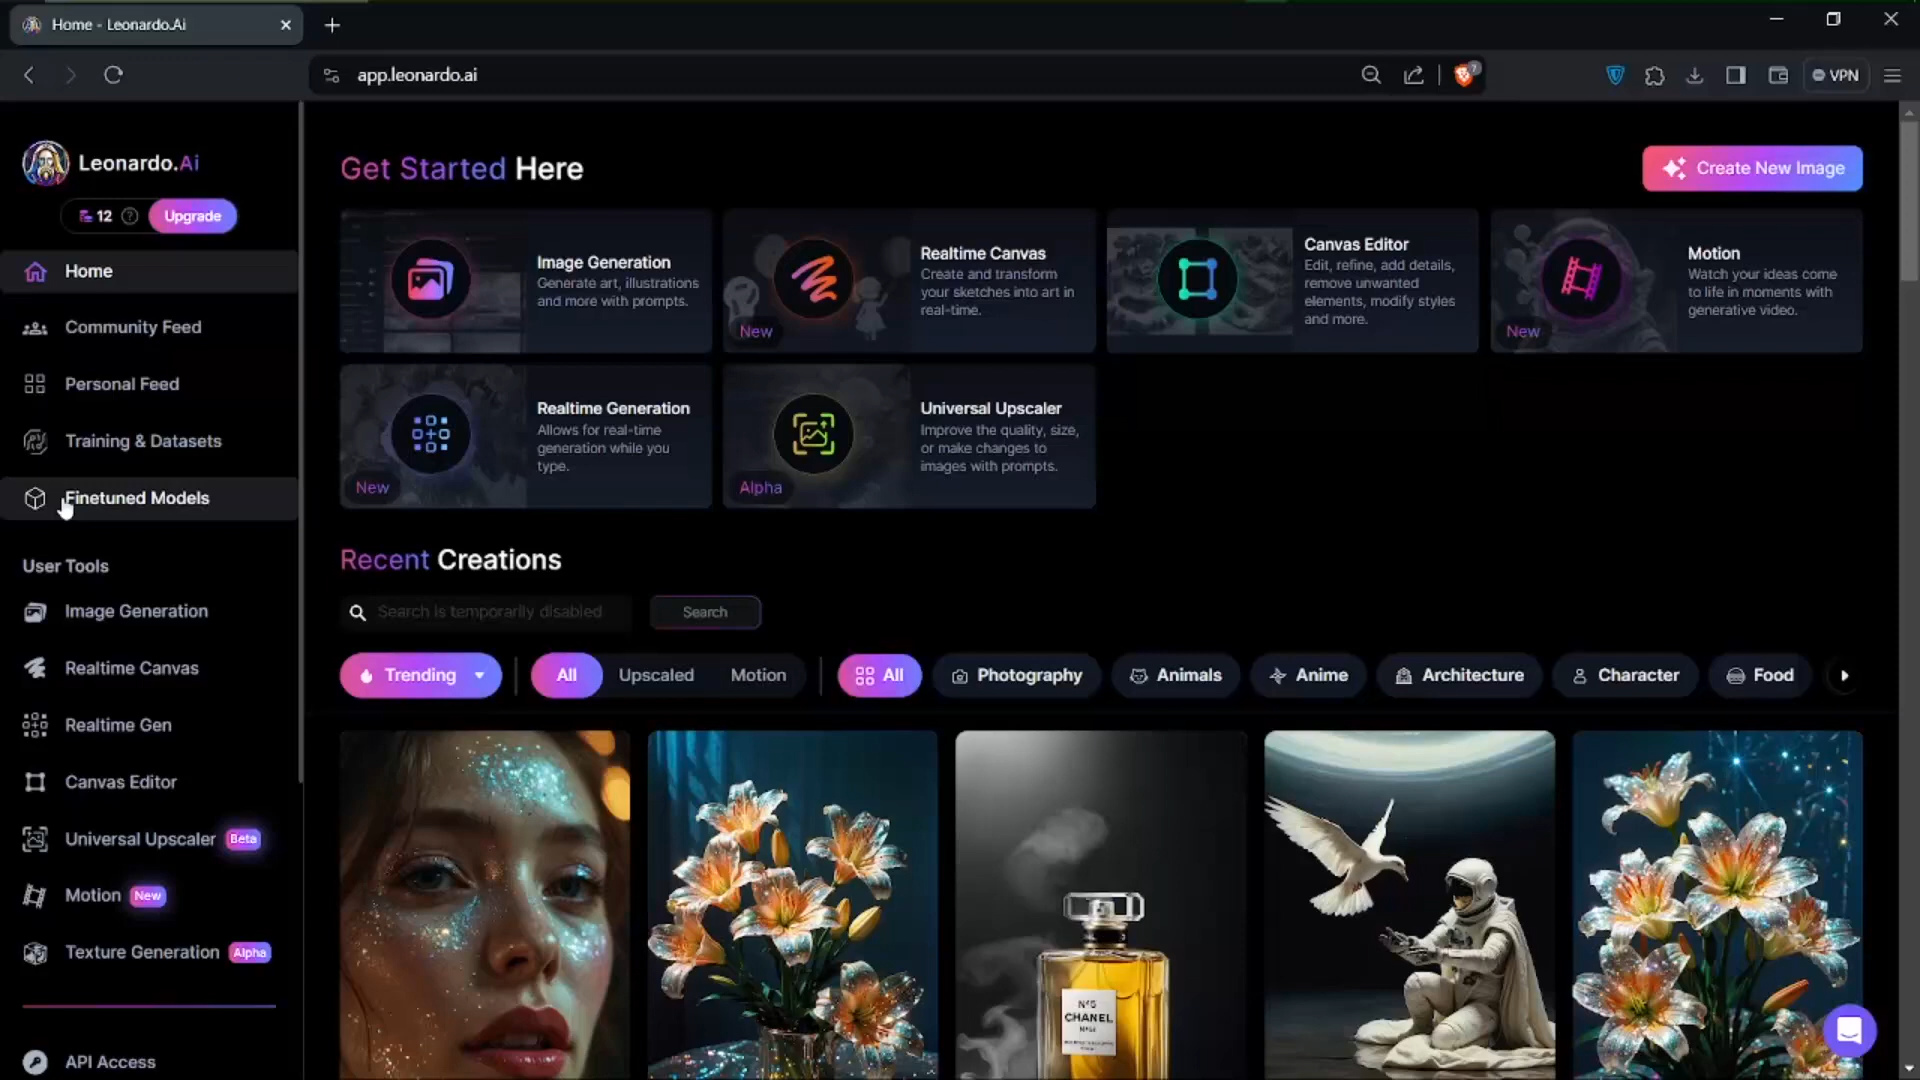 Home - Leonardo.Ai
app.leonardo.ai
VPN
Leonardo.Ai
12
Upgrade
Home
Community Feed
Personal Feed
Training & Datasets
Finetuned Models
User Tools
Image Generation
Realtime Canvas
Realtime Gen
Canvas Editor
Universal Upscaler Beta
Motion New
Texture Generation Alpha
API Access
Get Started Here
Create New Image
Image Generation
Generate art, illustrations
and more with prompts.
Realtime Canvas
Create and transform
your sketches into art in
real-time.
New
Canvas Editor
Edit, refine, add details,
remove unwanted
elements, modify styles
and more.
Motion
Watch your ideas come
to life in moments with
generative video.
New
Realtime Generation
Allows for real-time
generation while you
type.
New
Universal Upscaler
Improve the quality, size,
or make changes to
images with prompts.
Alpha
Recent Creations
Search is temporarily disabled
Search
Trending
All
Upscaled
Motion
All
Photography
Animals
Anime
Architecture
Character
Food
CHANEL